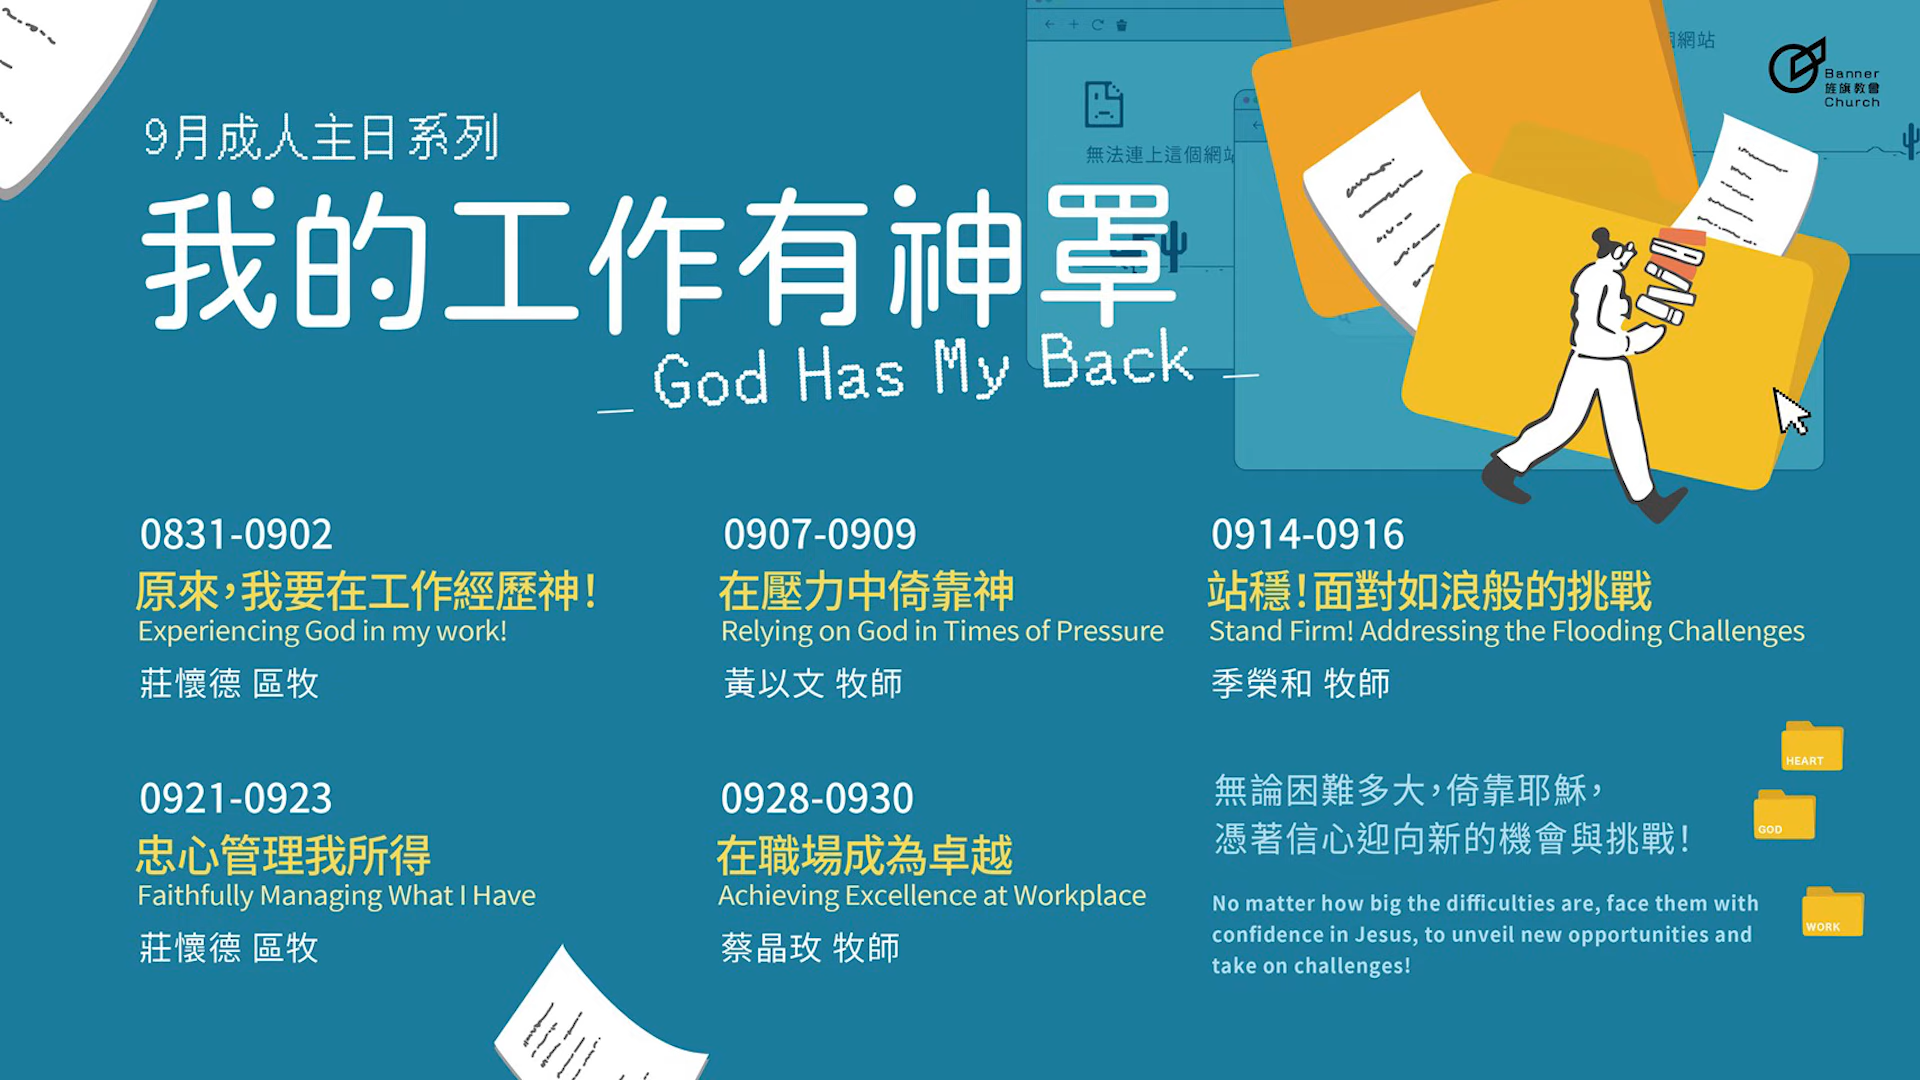 Banner
旌旗教會
Church
個網站
無法連上這個網站
9月成人主日系列
我的工作有神罩
_ God Has My Back _
0831-0902
原來，我要在工作經歷神！
Experiencing God in my work!
莊懷德 區牧
0907-0909
在壓力中倚靠神
Relying on God in Times of Pressure
黃以文 牧師
0914-0916
站穩！面對如浪般的挑戰
Stand Firm! Addressing the Flooding Challenges
季榮和 牧師
0921-0923
忠心管理我所得
Faithfully Managing What I Have
莊懷德 區牧
0928-0930
在職場成為卓越
Achieving Excellence at Workplace
蔡晶玫 牧師
無論困難多大，倚靠耶穌，
憑著信心迎向新的機會與挑戰！
No matter how big the difficulties are, face them with
confidence in Jesus, to unveil new opportunities and
take on challenges!
HEART
GOD
WORK